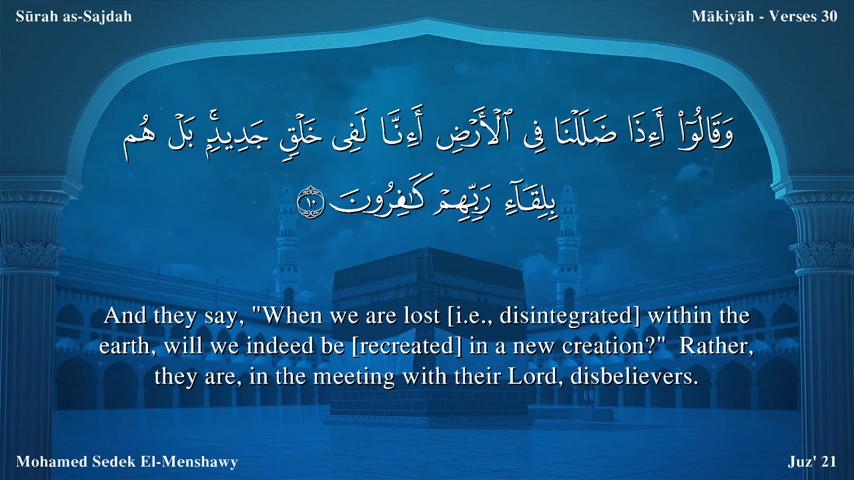 Sūrah as-Sajdah
Mākiyāh - Verses 30
وَقَالُوٓا۟ أَءِذَا ضَلَلْنَا فِى ٱلْأَرْضِ أَءِنَّا لَفِى خَلْقٍۢ جَدِيدٍۭ ۚ بَلْ هُم
بِلِقَآءِ رَبِّهِمْ كَـٰفِرُونَ ١٠
And they say, "When we are lost [i.e., disintegrated] within the
earth, will we indeed be [recreated] in a new creation?" Rather,
they are, in the meeting with their Lord, disbelievers.
Mohamed Sedek El-Menshawy
Juz' 21